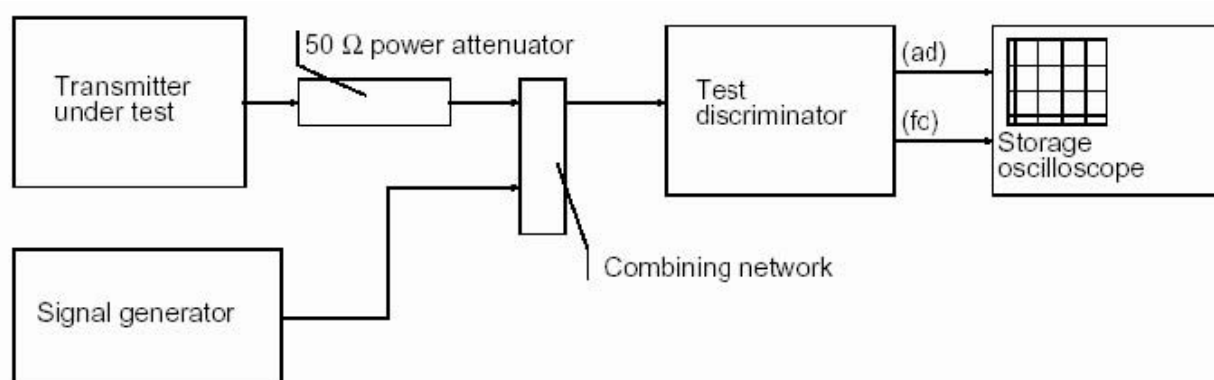 50 Ω power attenuator
Transmitter
under test
Test
discriminator
(ad)
(fc)
Storage
oscilloscope
Combining network
Signal generator